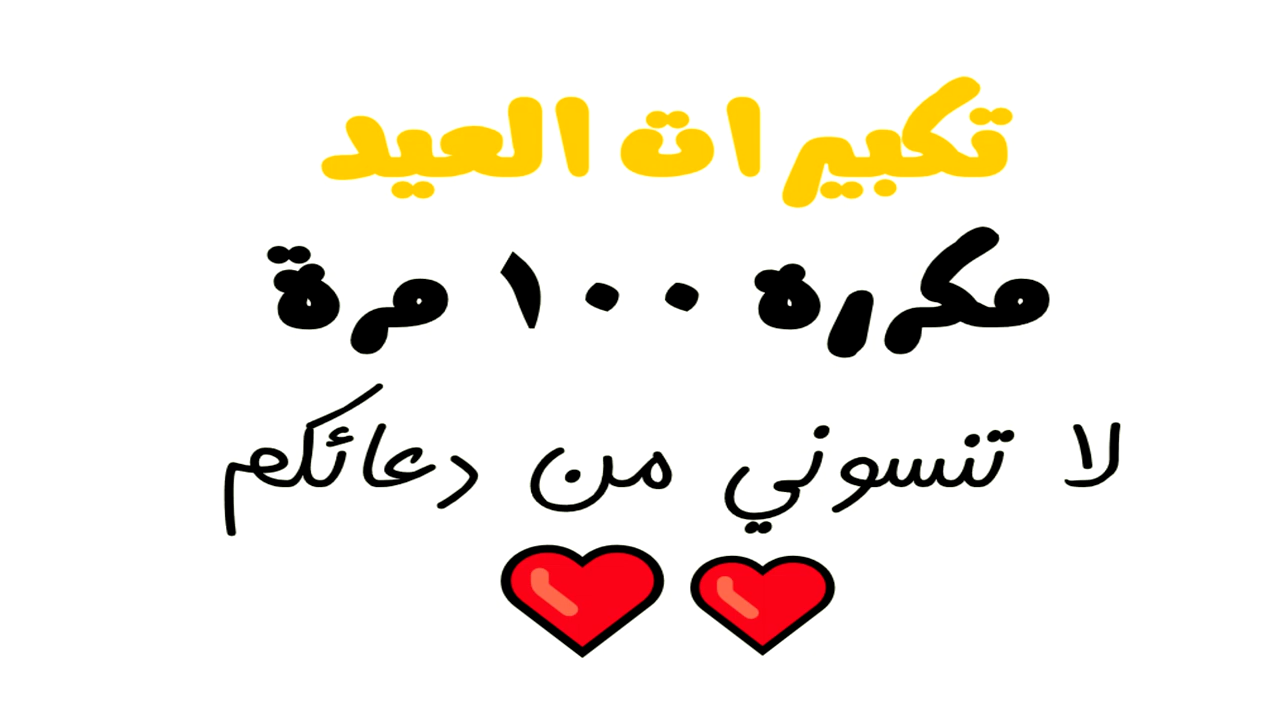 تكبيرات العيد
مكررة ١٠٠ مرة
لا تنسوني من دعائكم